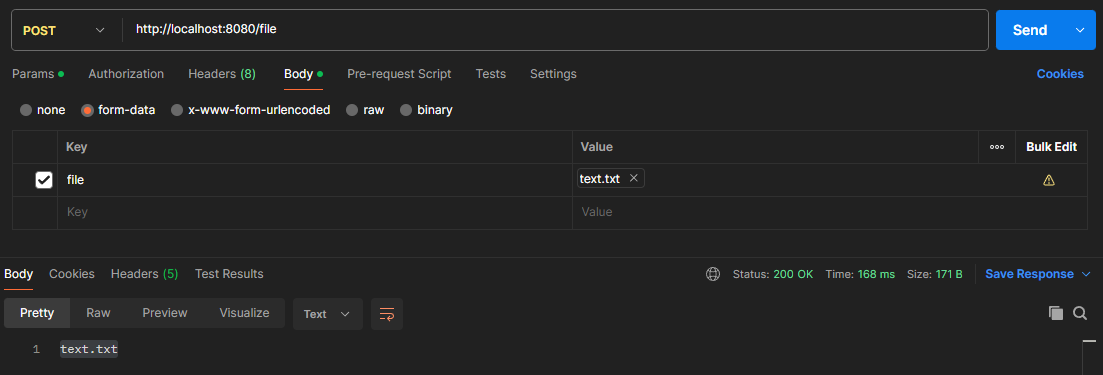 POST http://localhost:8080/file Send
Params Authorization Headers (8) Body Pre-request Script Tests Settings Cookies
none form-data x-www-form-urlencoded raw binary
Key Value Bulk Edit
file text.txt
Key Value
Body Cookies Headers (5) Test Results Status: 200 OK Time: 168 ms Size: 171 B Save Response
Pretty Raw Preview Visualize Text
1 text.txt